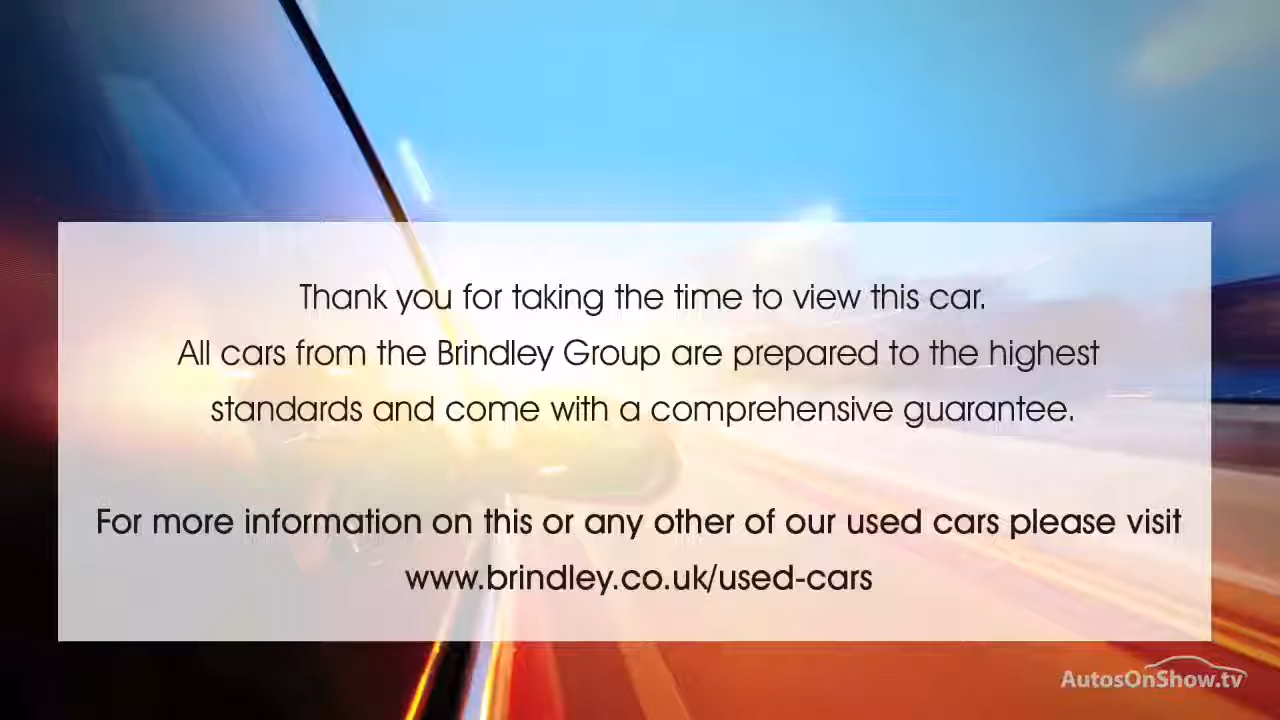 Thank you for taking the time to view this car.
All cars from the Brindley Group are prepared to the highest
standards and come with a comprehensive guarantee.
For more information on this or any other of our used cars please visit
www.brindley.co.uk/used-cars
AutosOnShow.tv